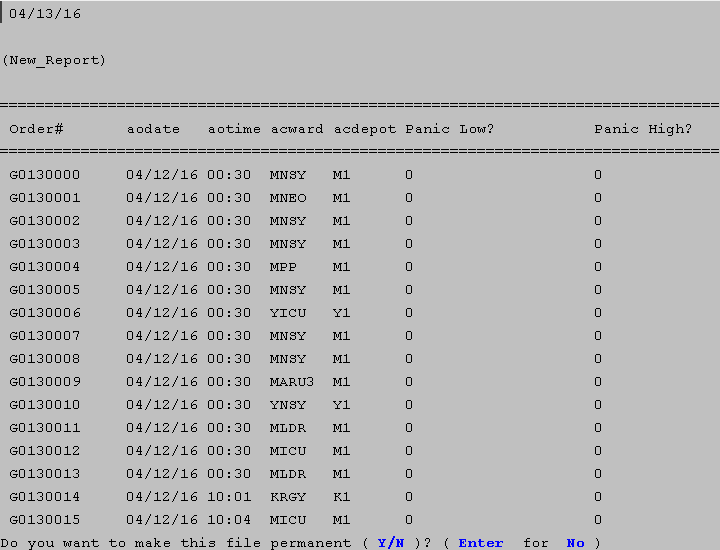 04/13/16
(New_Report)
================================================================================
Order# aodate aotime acward acdepot Panic Low? Panic High?
================================================================================
G0130000 04/12/16 00:30 MNSY M1 0 0
G0130001 04/12/16 00:30 MNEO M1 0 0
G0130002 04/12/16 00:30 MNSY M1 0 0
G0130003 04/12/16 00:30 MNSY M1 0 0
G0130004 04/12/16 00:30 MPP M1 0 0
G0130005 04/12/16 00:30 MNSY M1 0 0
G0130006 04/12/16 00:30 YICU Y1 0 0
G0130007 04/12/16 00:30 MNSY M1 0 0
G0130008 04/12/16 00:30 MNSY M1 0 0
G0130009 04/12/16 00:30 MARU3 M1 0 0
G0130010 04/12/16 00:30 YNSY Y1 0 0
G0130011 04/12/16 00:30 MLDR M1 0 0
G0130012 04/12/16 00:30 MICU M1 0 0
G0130013 04/12/16 00:30 MLDR M1 0 0
G0130014 04/12/16 10:01 KRGY K1 0 0
G0130015 04/12/16 10:04 MICU M1 0 0
Do you want to make this file permanent ( Y/N )? ( Enter for No )